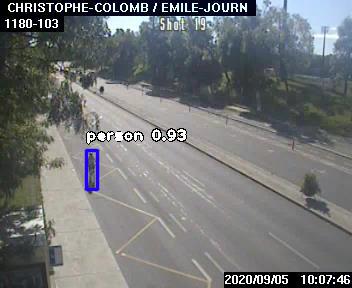 CHRISTOPHE-COLOMB / EMILE-JOURN
Shot 19
1180-103
person 0.93
2020/09/05 10:07:46